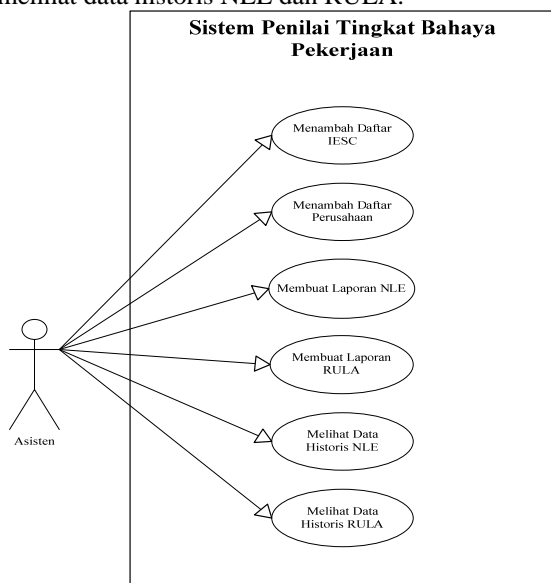 melihat data historis NLE dan RULA.
Sistem Penilai Tingkat Bahaya
Pekerjaan
Menambah Daftar
IESC
Menambah Daftar
Perusahaan
Membuat Laporan NLE
Membuat Laporan
RULA
Melihat Data
Historis NLE
Melihat Data
Historis RULA
Asisten